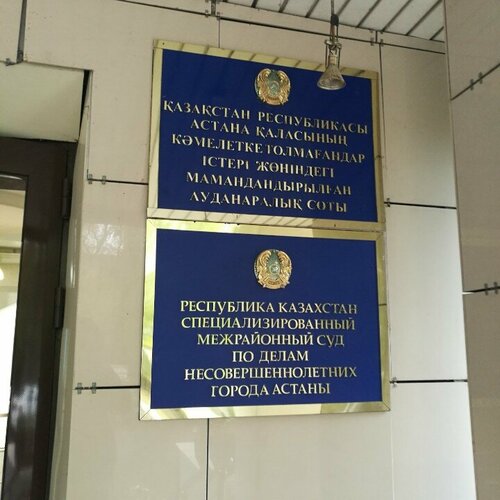 ҚАЗАҚСТАН РЕСПУБЛИКАСЫ
АСТАНА ҚАЛАСЫНЫҢ
КӘМЕЛЕТКЕ ТОЛМАҒАНДАР
ІСТЕРІ ЖӨНІНДЕГІ
МАМАНДАНДЫРЫЛҒАН
АУДАНАРАЛЫҚ СОТЫ
РЕСПУБЛИКА КАЗАХСТАН
СПЕЦИАЛИЗИРОВАННЫЙ
МЕЖРАЙОННЫЙ СУД
ПО ДЕЛАМ
НЕСОВЕРШЕННОЛЕТНИХ
ГОРОДА АСТАНЫ